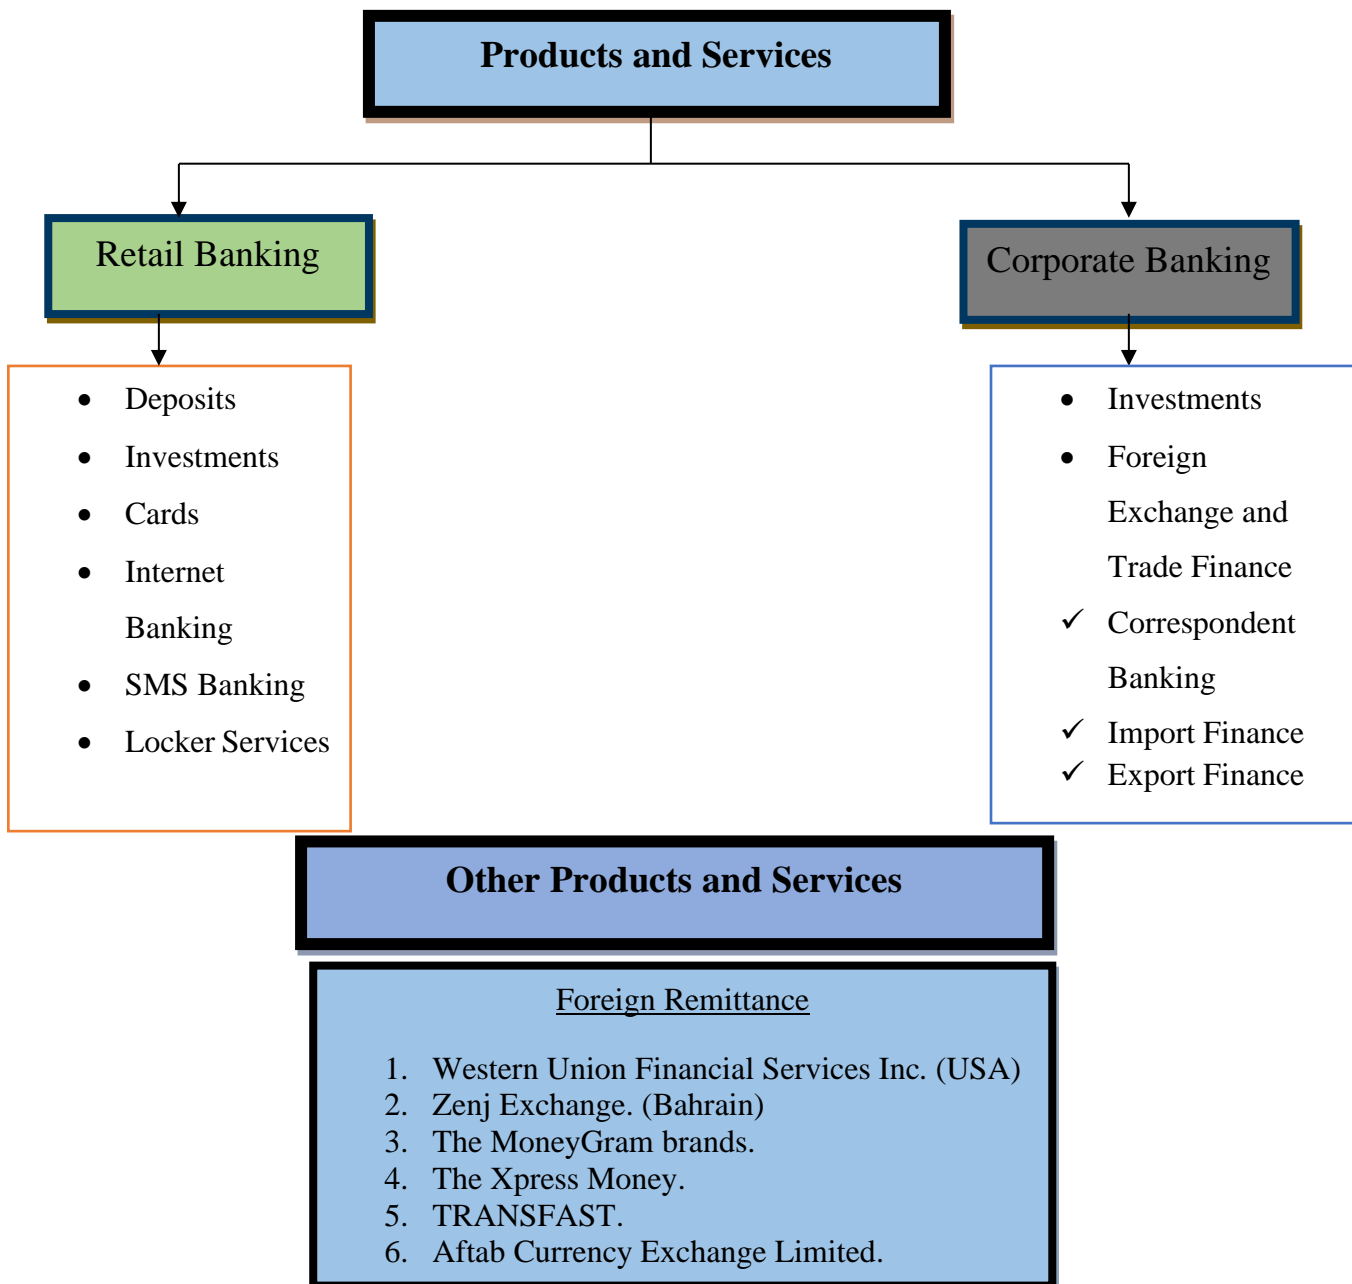 Products and Services
Retail Banking
Corporate Banking
• Deposits
• Investments
• Cards
• Internet
Banking
• SMS Banking
• Locker Services
• Investments
• Foreign
Exchange and
Trade Finance
✓ Correspondent
Banking
✓ Import Finance
✓ Export Finance
Other Products and Services
Foreign Remittance
1. Western Union Financial Services Inc. (USA)
2. Zenj Exchange. (Bahrain)
3. The MoneyGram brands.
4. The Xpress Money.
5. TRANSFAST.
6. Aftab Currency Exchange Limited.